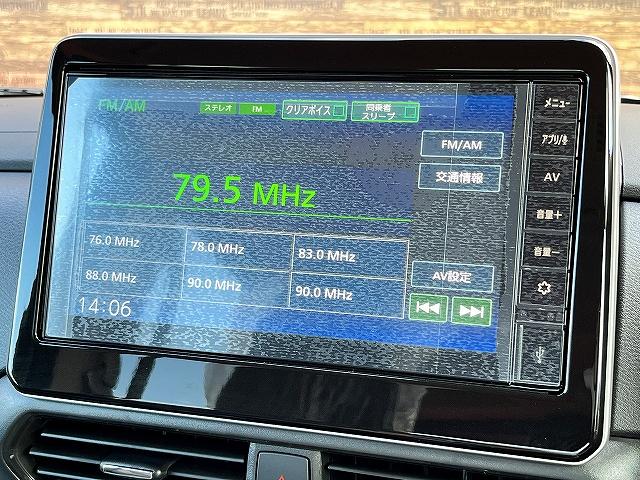 FM/AM
ステレオ
FM
クリアボイス
同乗者
スリープ
メニュー
FM/AM
アプリ/
79.5 MHz
交通情報
AV
音量+
76.0 MHz
78.0 MHz
83.0 MHz
AV設定
音量-
88.0 MHz
90.0 MHz
90.0 MHz
14:06